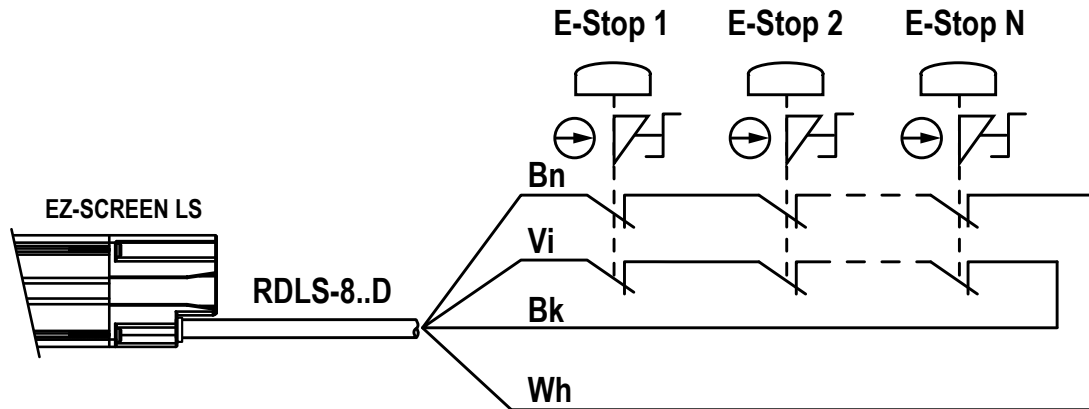 E-Stop 1 E-Stop 2 E-Stop N
Bn
EZ-SCREEN LS
Vi
RDLS-8..D
Bk
Wh